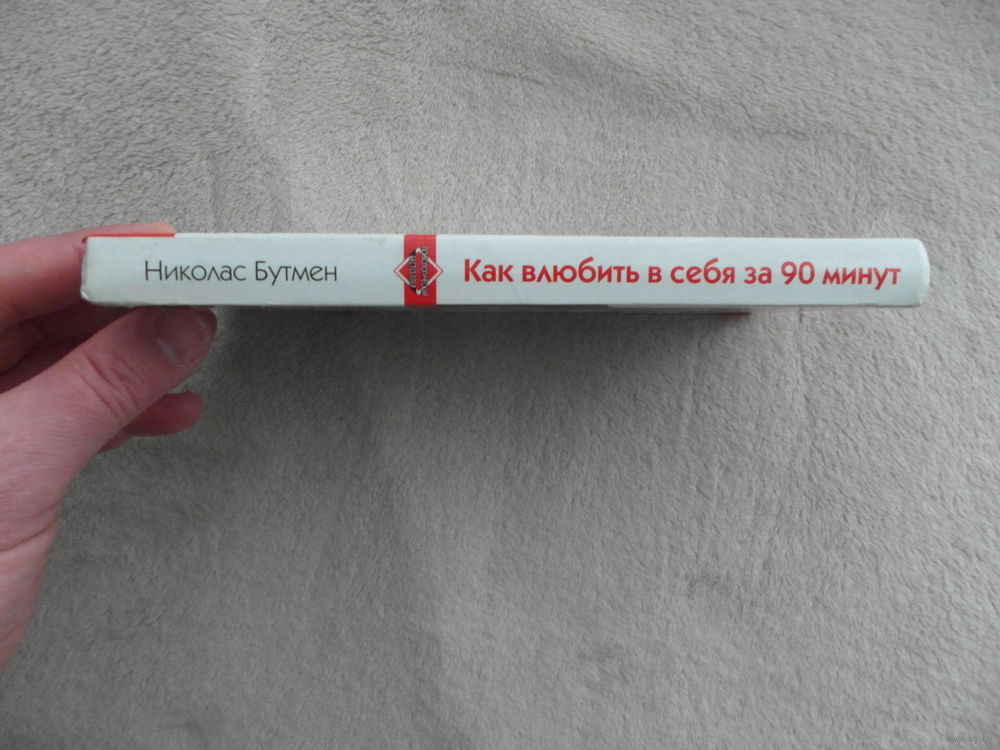 Николас Бутмен
Как влюбить в себя за 90 минут